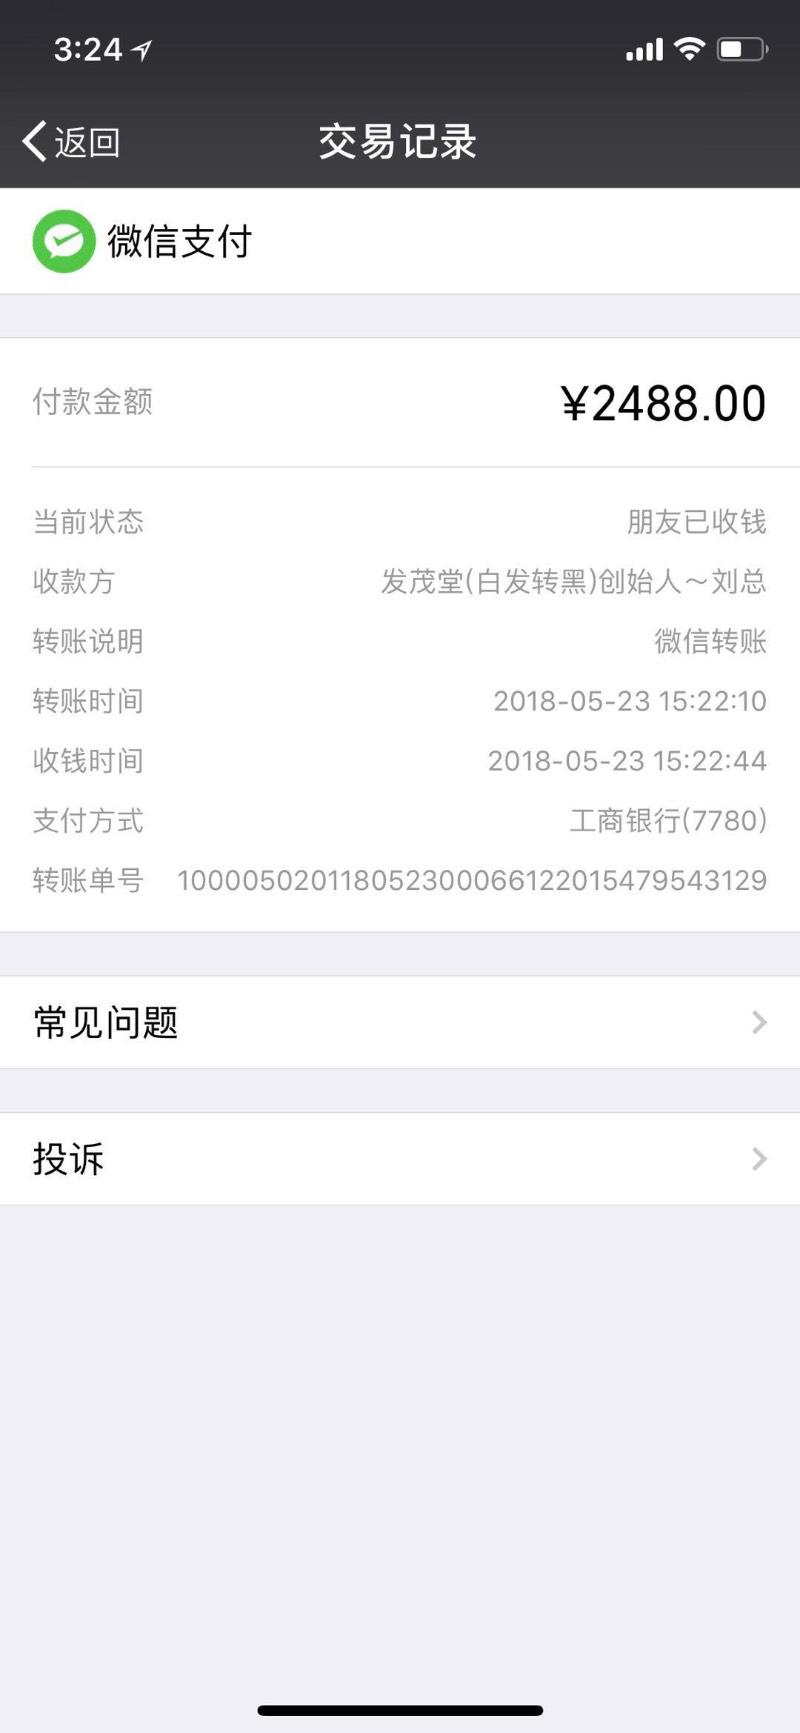 3:24
返回
交易记录
微信支付
付款金额 ¥2488.00
当前状态 朋友已收钱
收款方 发茂堂(白发转黑)创始人～刘总
转账说明 微信转账
转账时间 2018-05-23 15:22:10
收钱时间 2018-05-23 15:22:44
支付方式 工商银行(7780)
转账单号 100005020118052300066122015479543129
常见问题
投诉